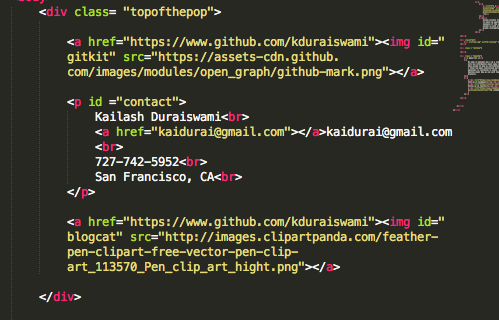 <div class= "topofthepop">
<a href="https://www.github.com/kduraiswami"><img id="
gitkit" src="https://assets-cdn.github.
com/images/modules/open_graph/github-mark.png"></a>
<p id ="contact">
Kailash Duraiswami<br>
<a href="kaidurai@gmail.com"></a>kaidurai@gmail.com
<br>
727-742-5952<br>
San Francisco, CA<br>
</p>
<a href="https://www.github.com/kduraiswami"><img id="
blogcat" src="http://images.clipartpanda.com/feather-
pen-clipart-free-vector-pen-clip-
art_113570_Pen_clip_art_hight.png"></a>
</div>